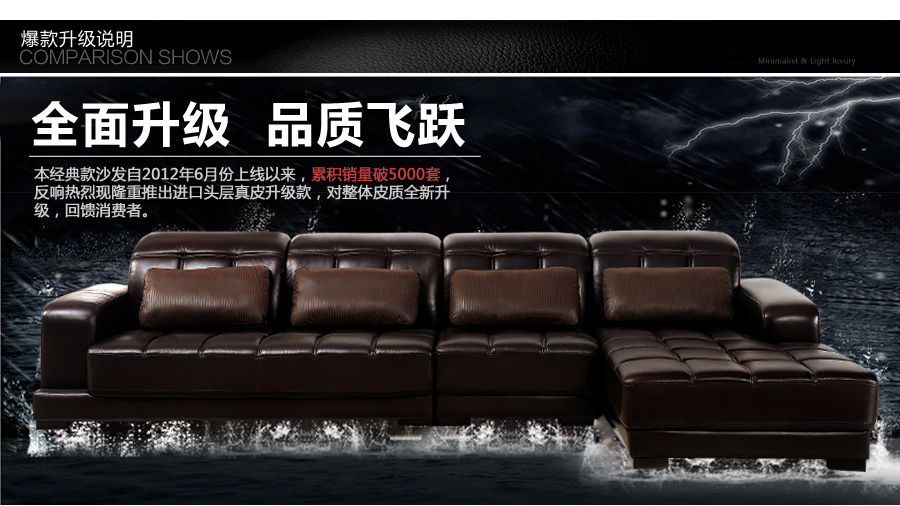 爆款升级说明
COMPARISON SHOWS
Minimalist & Light luxury
全面升级 品质飞跃
本经典款沙发自2012年6月份上线以来，累积销量破5000套，
反响热烈现隆重推出进口头层真皮升级款，对整体皮质全新升
级，回馈消费者。